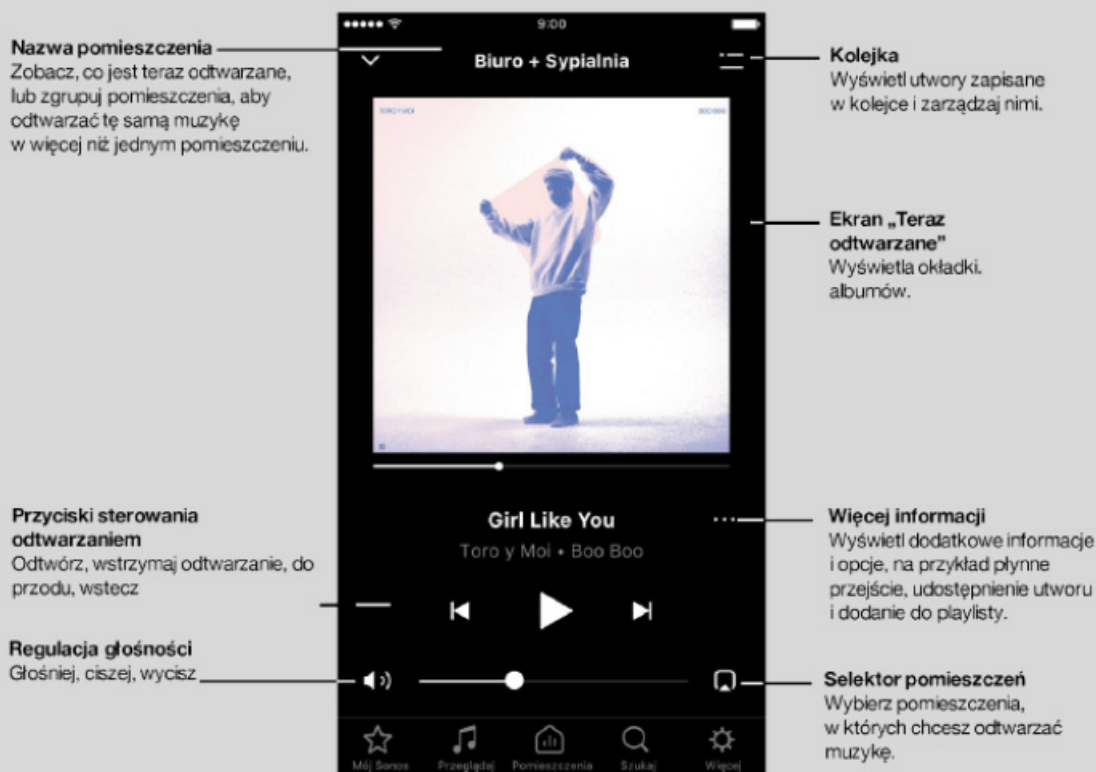 Nazwa pomieszczenia
Zobacz, co jest teraz odtwarzane,
lub zgrupuj pomieszczenia, aby
odtwarzać tę samą muzykę
w więcej niż jednym pomieszczeniu.
Przyciski sterowania
odtwarzaniem
Odtwórz, wstrzymaj odtwarzanie, do
przodu, wstecz
Regulacja głośności
Głośniej, ciszej, wycisz
9:00
Biuro + Sypialnia
TORO Y MOI
BOO BOO
Girl Like You
Toro y Moi • Boo Boo
Mój Sonos
Przeglądaj
Pomieszczenia
Szukaj
Więcej
Kolejka
Wyświetl utwory zapisane
w kolejce i zarządzaj nimi.
Ekran „Teraz
odtwarzane”
Wyświetla okładki.
albumów.
Więcej informacji
Wyświetl dodatkowe informacje
i opcje, na przykład płynne
przejście, udostępnienie utworu
i dodanie do playlisty.
Selektor pomieszczeń
Wybierz pomieszczenia,
w których chcesz odtwarzać
muzykę.